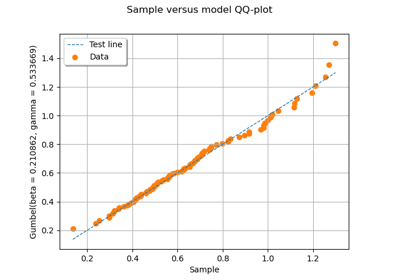 Sample versus model QQ-plot
Test line
Data
Gumbel(beta = 0.210862, gamma = 0.533669)
1.4
1.2
1.0
0.8
0.6
0.4
0.2
0.2 0.4 0.6 0.8 1.0 1.2
Sample